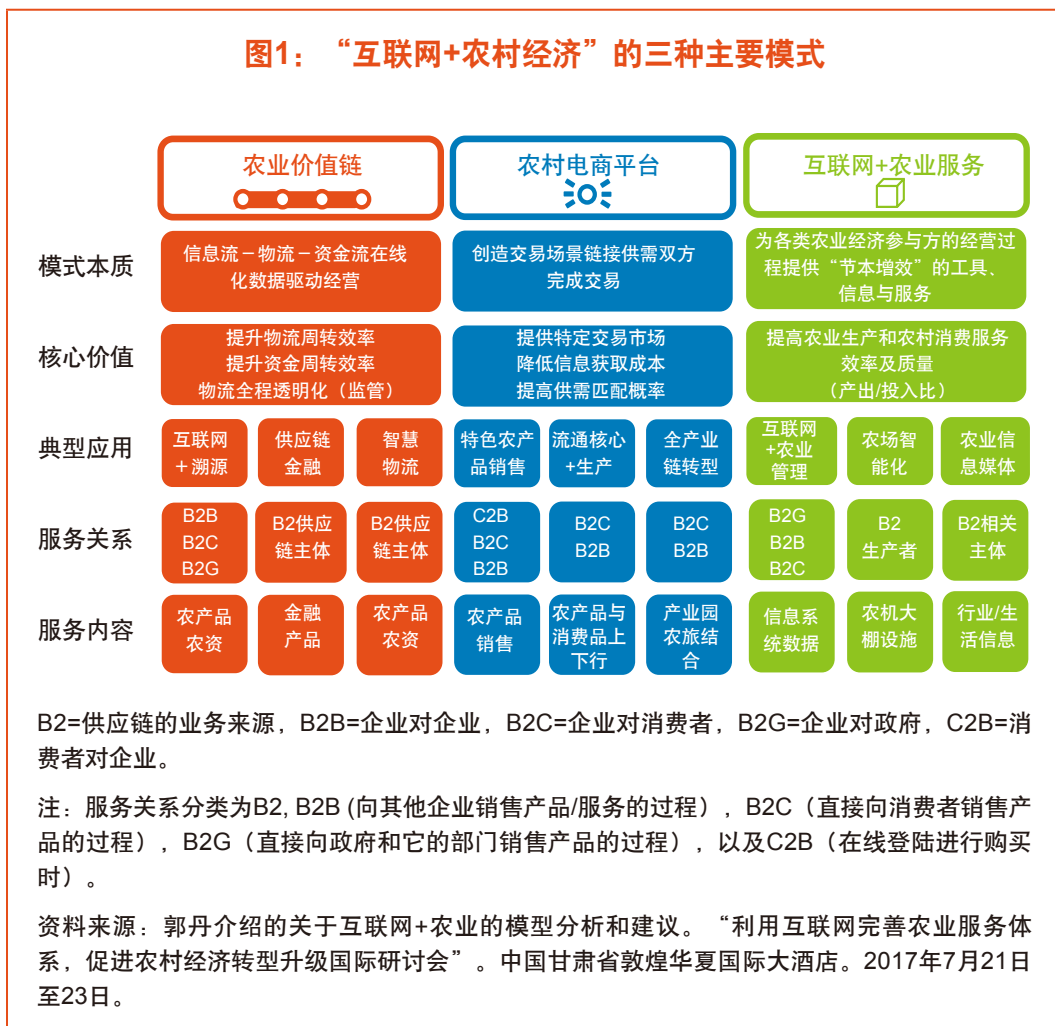 图1：“互联网+农村经济”的三种主要模式
农业价值链
农村电商平台
互联网+农业服务
模式本质
信息流－物流－资金流在线
化数据驱动经营
创造交易场景链接供需双方
完成交易
为各类农业经济参与方的经营过
程提供“节本增效”的工具、
信息与服务
核心价值
提升物流周转效率
提升资金周转效率
物流全程透明化（监管）
提供特定交易市场
降低信息获取成本
提高供需匹配概率
提高农业生产和农村消费服务
效率及质量
（产出/投入比）
典型应用
互联网
＋溯源
供应链
金融
智慧
物流
特色农产
品销售
流通核心
+生产
全产业
链转型
互联网
+农业
管理
农场智
能化
农业信
息媒体
服务关系
B2B
B2C
B2G
B2供应
链主体
B2供应
链主体
C2B
B2C
B2B
B2C
B2B
B2C
B2B
B2G
B2B
B2C
B2
生产者
B2相关
主体
服务内容
农产品
农资
金融
产品
农产品
农资
农产品
销售
农产品与
消费品上
下行
产业园
农旅结
合
信息系
统数据
农机大
棚设施
行业/生
活信息
B2=供应链的业务来源，B2B=企业对企业，B2C=企业对消费者，B2G=企业对政府，C2B=消
费者对企业。
注：服务关系分类为B2, B2B (向其他企业销售产品/服务的过程），B2C（直接向消费者销售产
品的过程），B2G（直接向政府和它的部门销售产品的过程），以及C2B（在线登陆进行购买
时）。
资料来源：郭丹介绍的关于互联网+农业的模型分析和建议。“利用互联网完善农业服务体
系，促进农村经济转型升级国际研讨会”。中国甘肃省敦煌华夏国际大酒店。2017年7月21日
至23日。